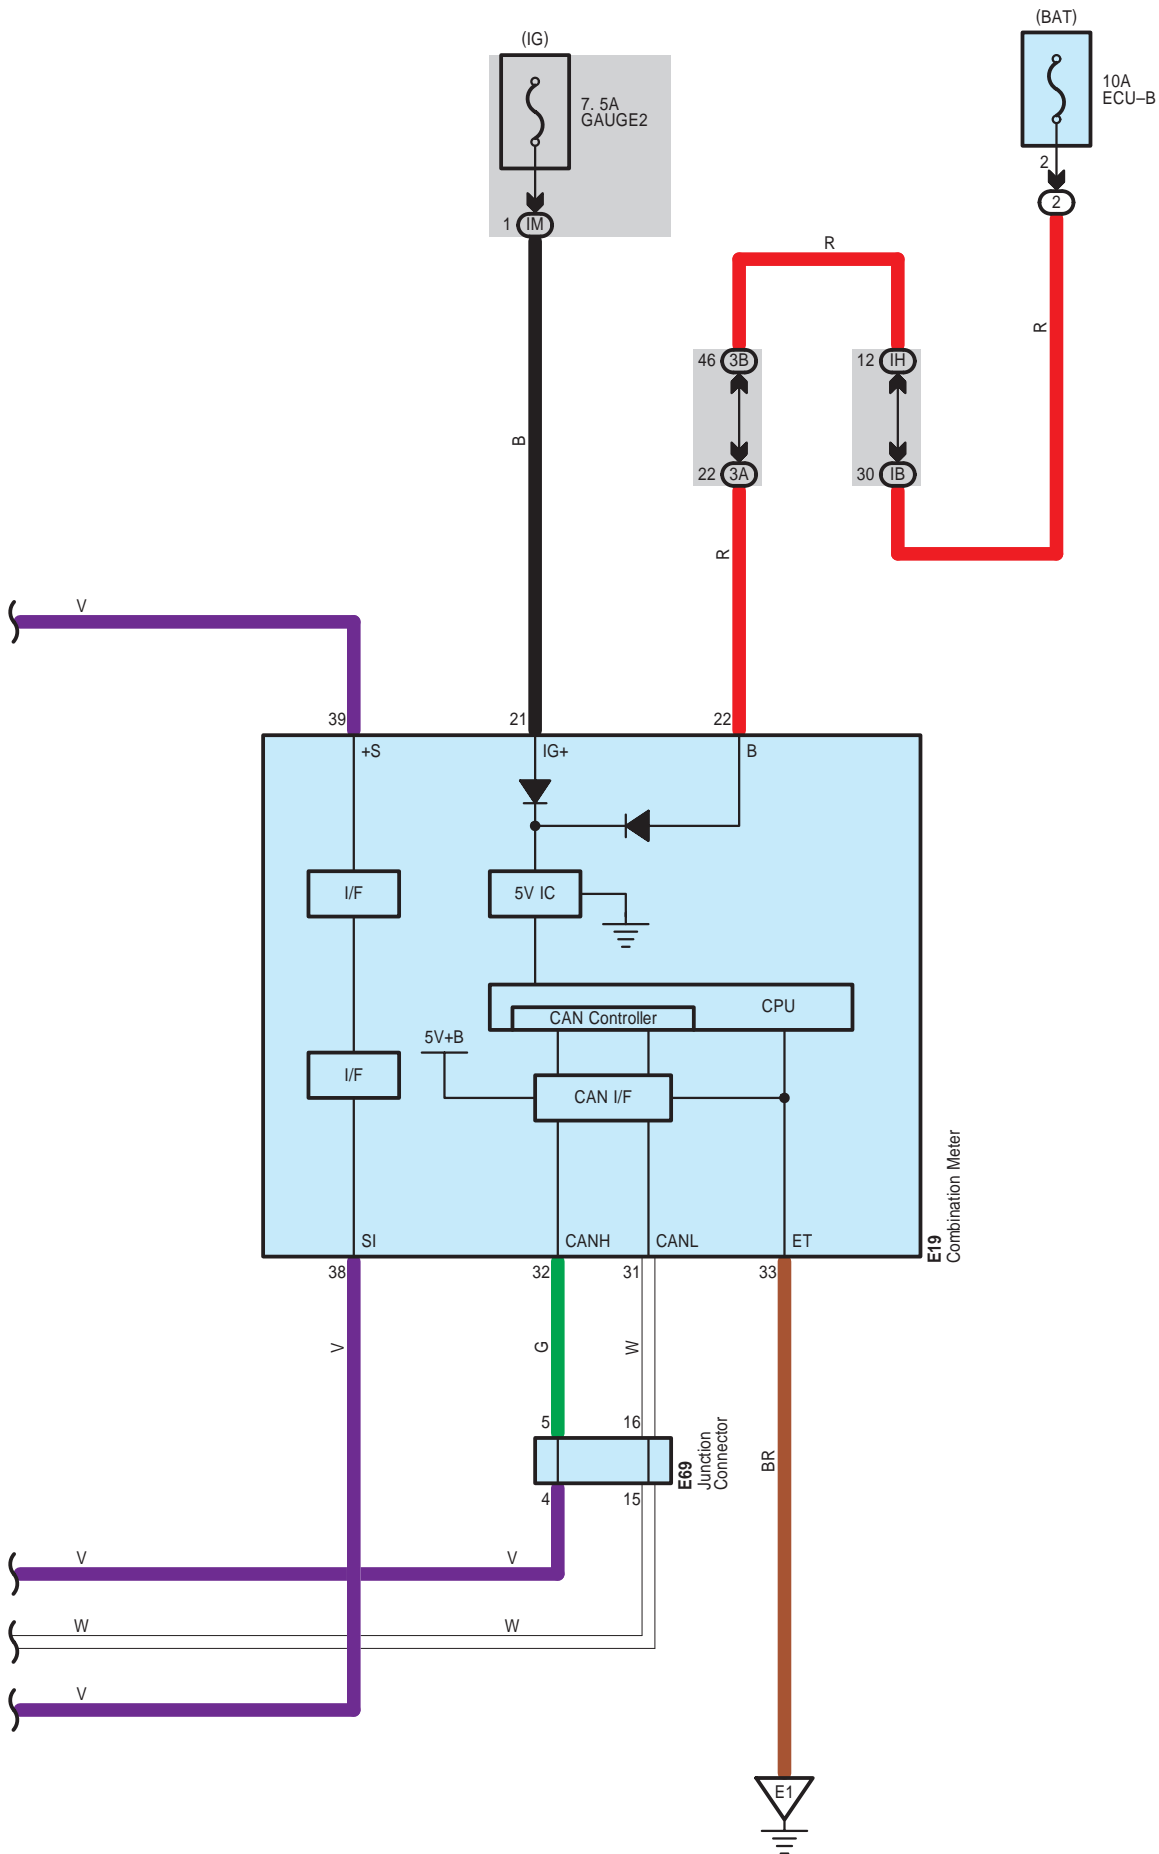 (IG)
(BAT)
7. 5A
GAUGE2
10A
ECU–B
2
2
1 IM
R
R
46 3B
12 IH
B
22 3A
30 IB
R
V
39
21
22
+S
IG+
B
I/F
5V IC
CPU
CAN Controller
5V+B
I/F
CAN I/F
E19
Combination Meter
SI
CANH
CANL
ET
38
32
31
33
V
G
W
BR
5
16
E69
Junction
Connector
4
15
V
V
W
W
V
E1